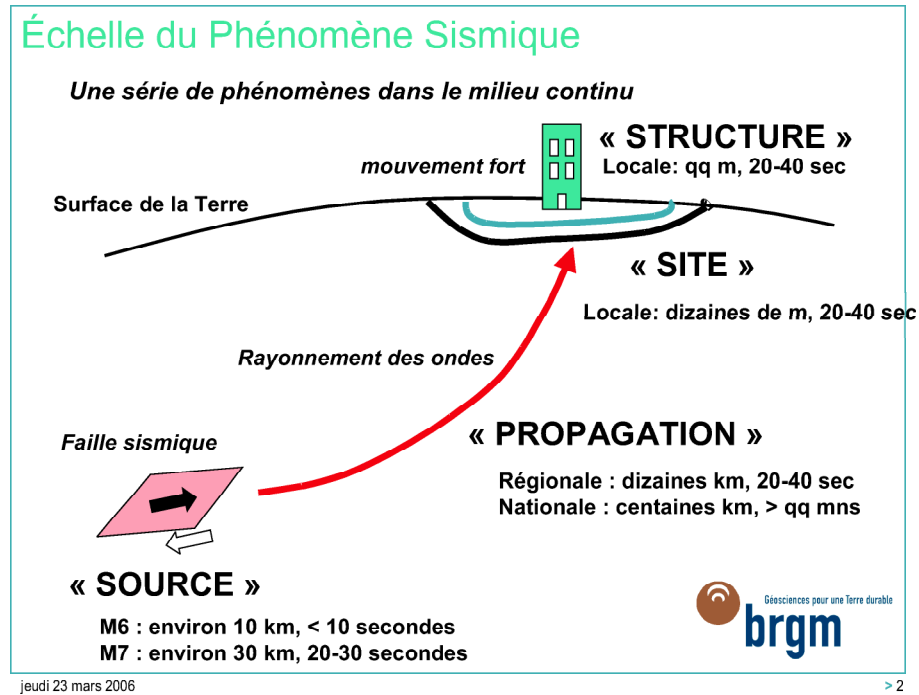 Échelle du Phénomène Sismique
Une série de phénomènes dans le milieu continu
« STRUCTURE »
mouvement fort
Locale: qq m, 20-40 sec
Surface de la Terre
« SITE »
Locale: dizaines de m, 20-40 sec
Rayonnement des ondes
« PROPAGATION »
Faille sismique
Régionale : dizaines km, 20-40 sec
Nationale : centaines km, > qq mns
« SOURCE »
M6 : environ 10 km, < 10 secondes
M7 : environ 30 km, 20-30 secondes
Géosciences pour une Terre durable
brgm
jeudi 23 mars 2006
> 2